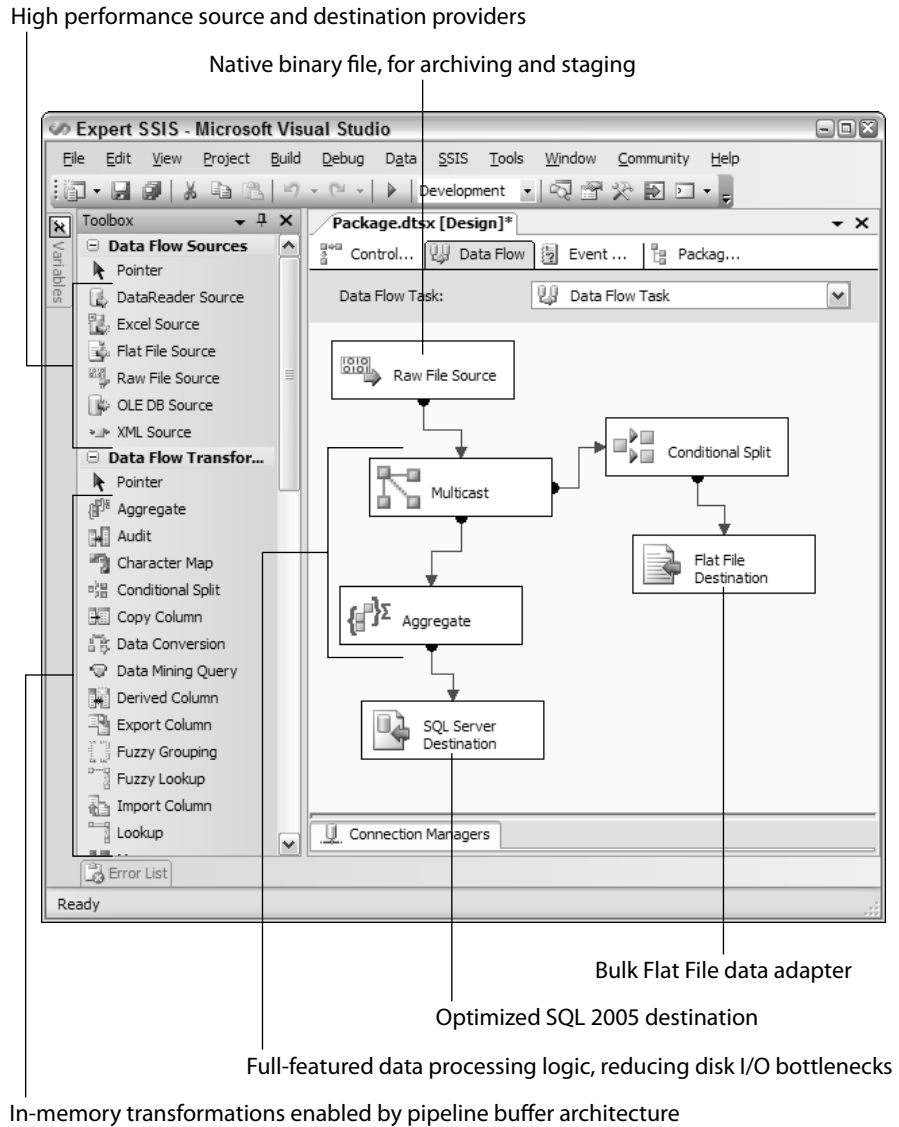 High performance source and destination providers
Native binary file, for archiving and staging
Expert SSIS - Microsoft Visual Studio
File Edit View Project Build Debug Data SSIS Tools Window Community Help
Development
Variables
Toolbox
Data Flow Sources
Pointer
DataReader Source
Excel Source
Flat File Source
Raw File Source
OLE DB Source
XML Source
Data Flow Transfor...
Pointer
Aggregate
Audit
Character Map
Conditional Split
Copy Column
Data Conversion
Data Mining Query
Derived Column
Export Column
Fuzzy Grouping
Fuzzy Lookup
Import Column
Lookup
Package.dtsx [Design]*
Control... Data Flow Event ... Packag...
Data Flow Task: Data Flow Task
0101
0101
Raw File Source
Multicast
Conditional Split
Flat File
Destination
Aggregate
SQL Server
Destination
Connection Managers
Error List
Ready
Bulk Flat File data adapter
Optimized SQL 2005 destination
Full-featured data processing logic, reducing disk I/O bottlenecks
In-memory transformations enabled by pipeline buffer architecture